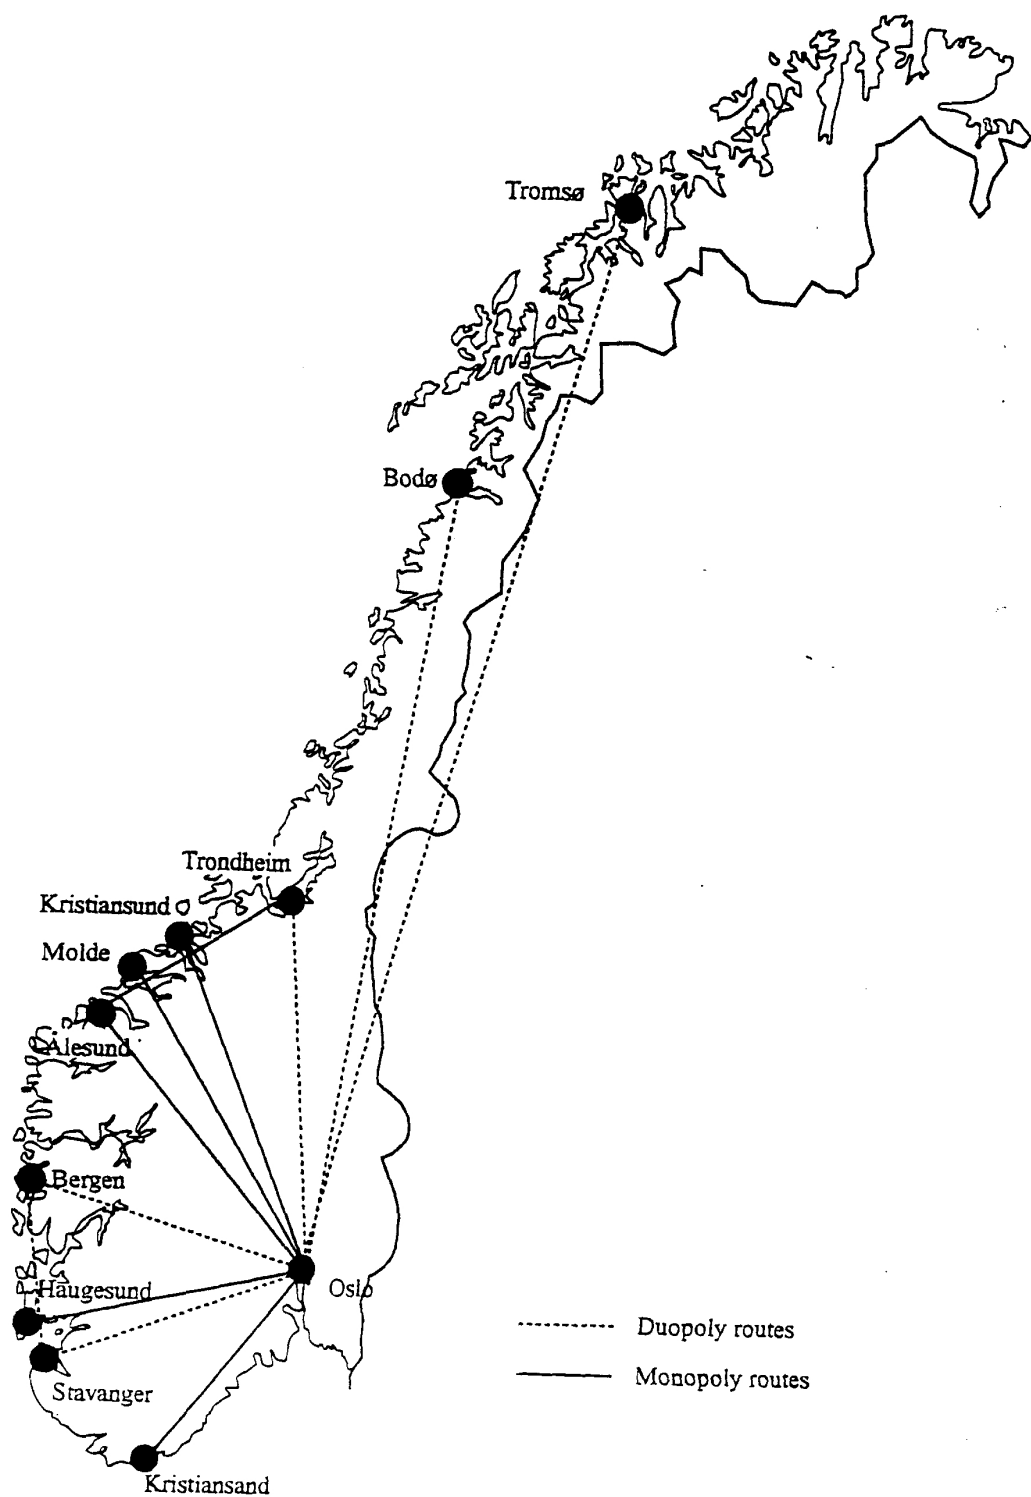 Tromsø
Bodø
Trondheim
Kristiansund
Molde
Ålesund
Bergen
Haugesund
Oslo
Duopoly routes
Monopoly routes
Stavanger
Kristiansand